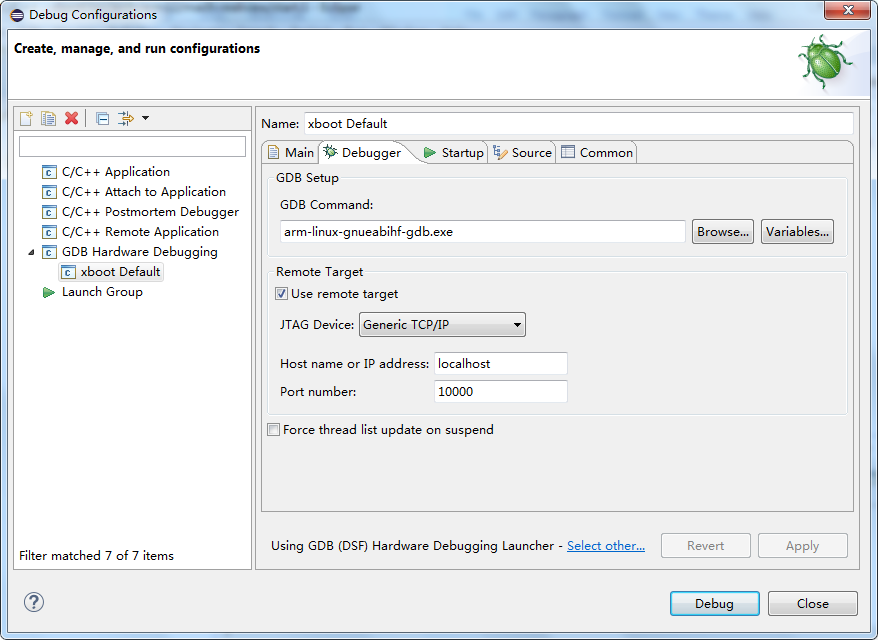 Debug Configurations
Create, manage, and run configurations
Name: xboot Default
Main Debugger Startup Source Common
C/C++ Application
C/C++ Attach to Application
C/C++ Postmortem Debugger
C/C++ Remote Application
GDB Hardware Debugging
xboot Default
Launch Group
Filter matched 7 of 7 items
GDB Setup
GDB Command:
arm-linux-gnueabihf-gdb.exe Browse... Variables...
Remote Target
Use remote target
JTAG Device: Generic TCP/IP
Host name or IP address: localhost
Port number: 10000
Force thread list update on suspend
Using GDB (DSF) Hardware Debugging Launcher - Select other... Revert Apply
? Debug Close